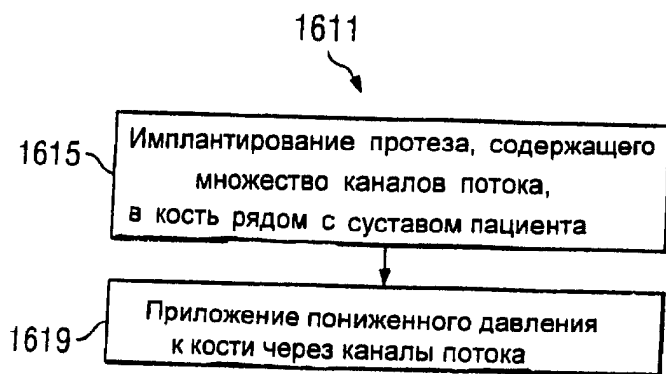 1611
1615
Имплантирование протеза, содержащего
множество каналов потока,
в кость рядом с суставом пациента
1619
Приложение пониженного давления
к кости через каналы потока